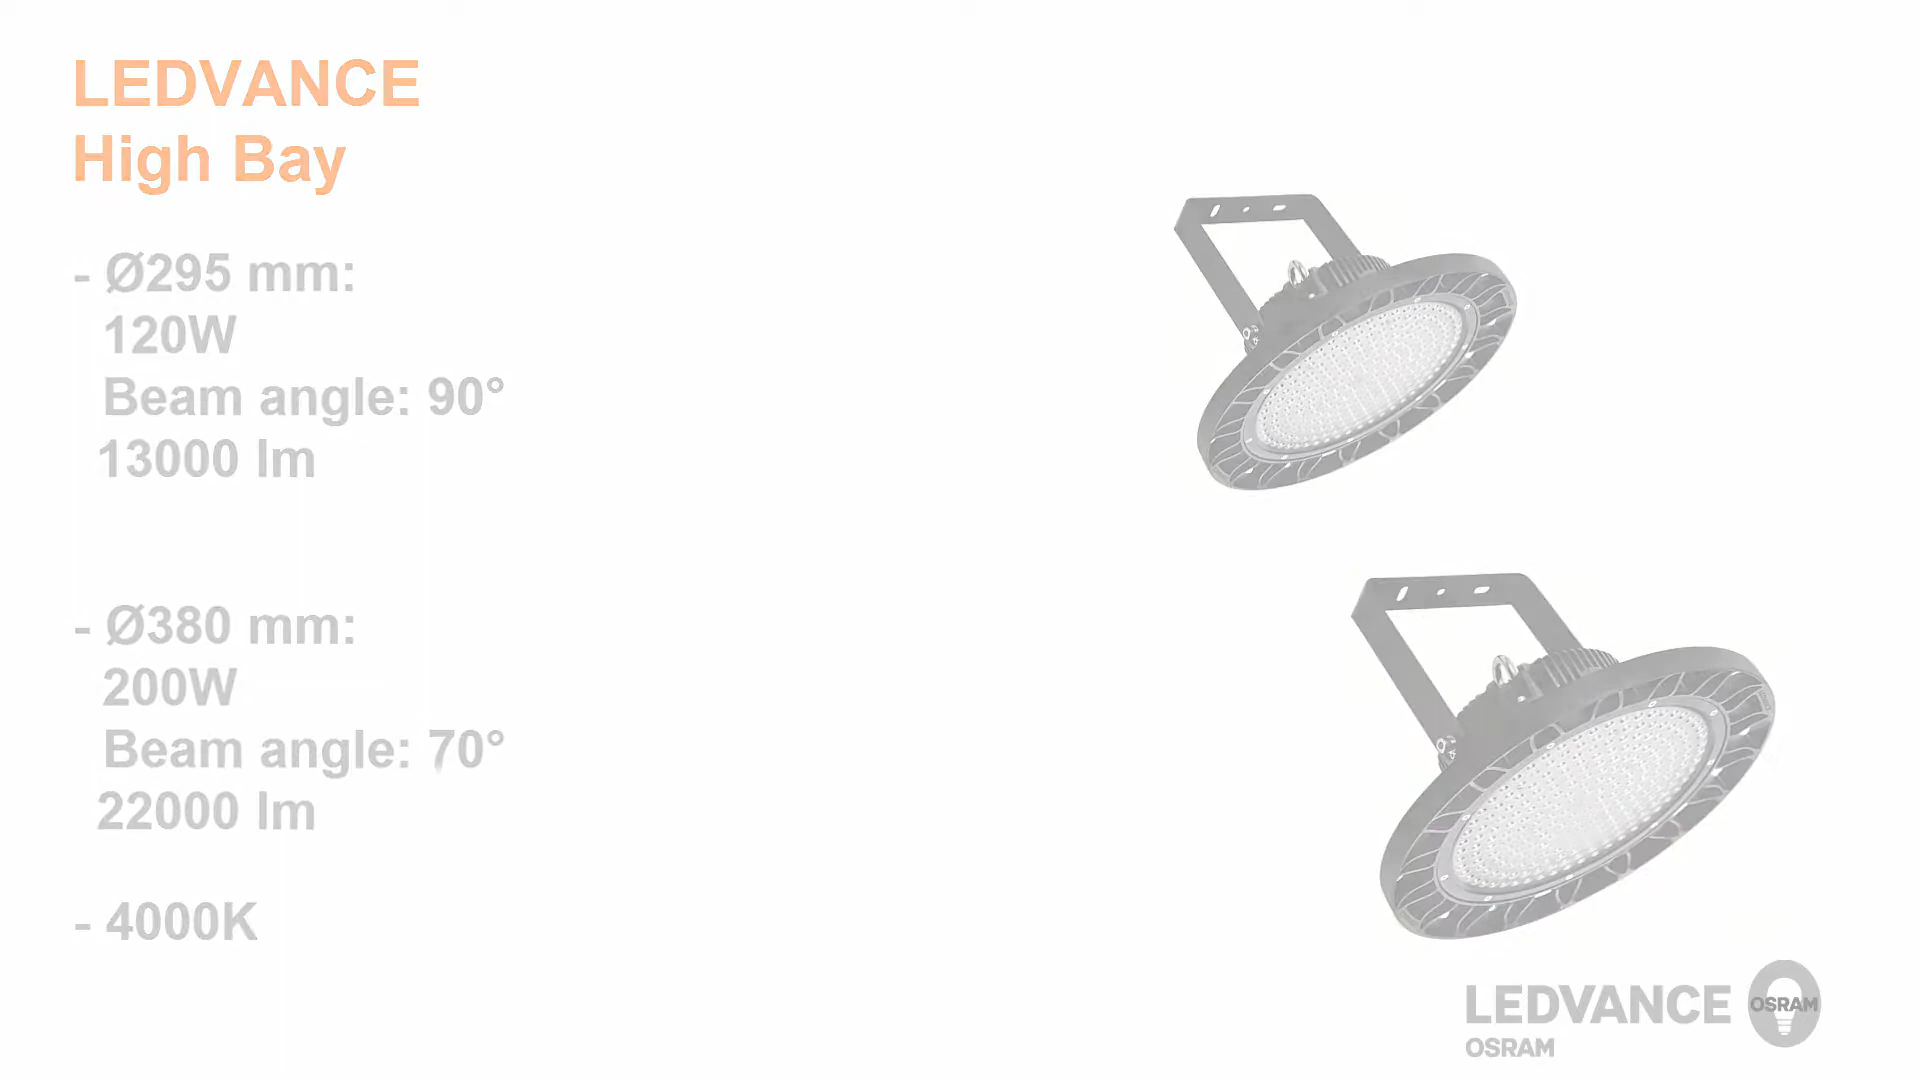 LEDVANCE
High Bay
- Ø295 mm:
120W
Beam angle: 90°
13000 lm
- Ø380 mm:
200W
Beam angle: 70°
22000 lm
- 4000K
LEDVANCE
OSRAM
OSRAM